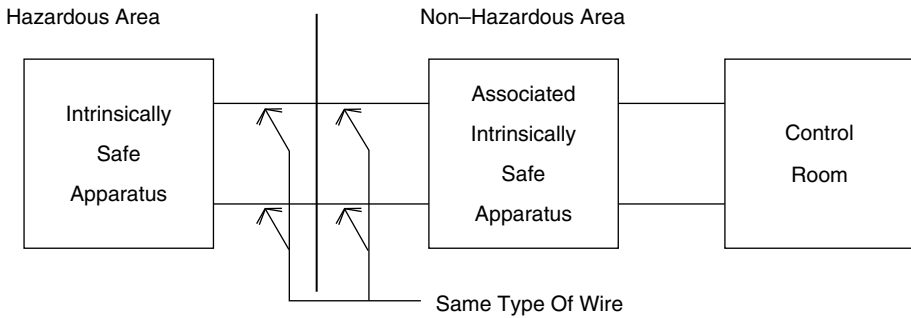 Hazardous Area
Non–Hazardous Area
Intrinsically
Safe
Apparatus
Associated
Intrinsically
Safe
Apparatus
Control
Room
Same Type Of Wire